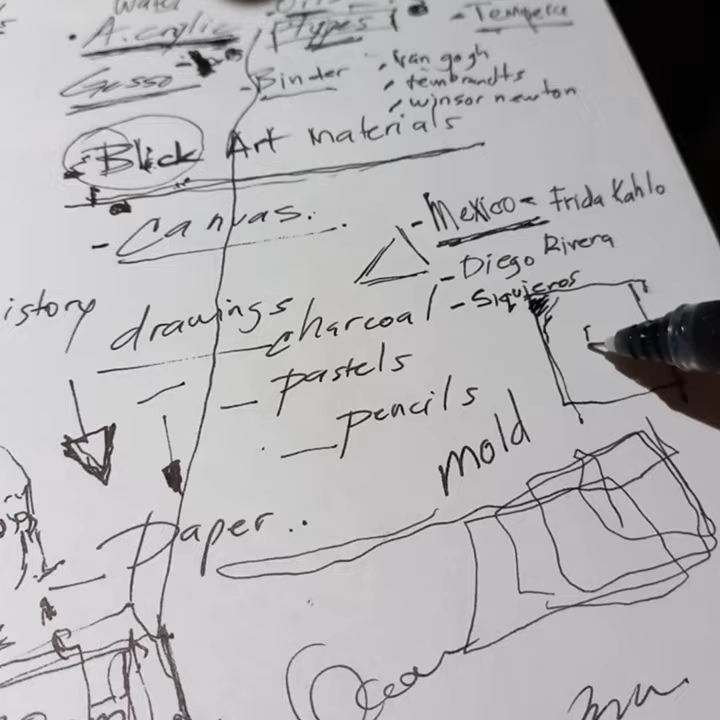 Water
• Acrylic
Types
- Tempera
Gesso
- Binder
, van gogh
, rembrandts
, winsor newton
Blick Art Materials
- Canvas.
- Mexico - Frida Kahlo
- Diego Rivera
- Siquieros
istory
drawings
- charcoal
- pastels
- pencils
mold
- paper..
Ocean